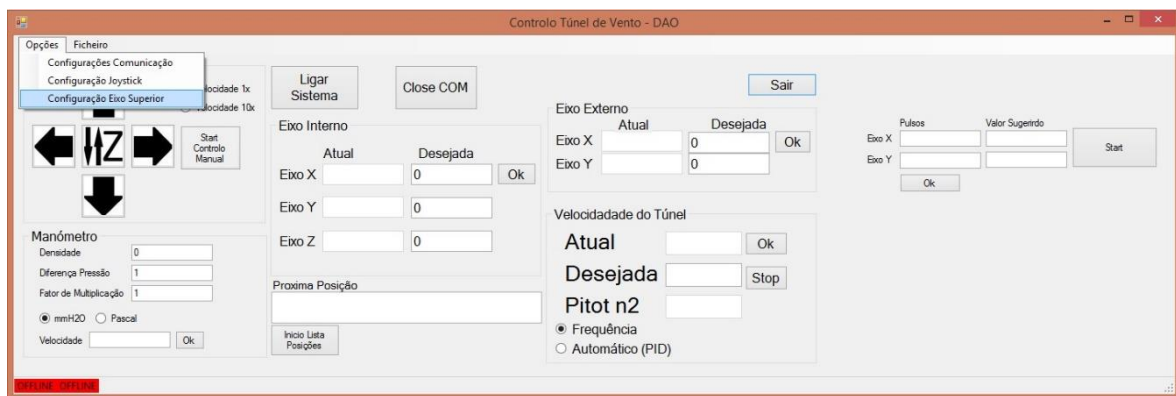 Controlo Túnel de Vento - DAO
Opções Ficheiro
Configurações Comunicação
Configuração Joystick
Configuração Eixo Superior
locidade 1x
Velocidade 10x
Z
Start
Controlo
Manual
Manómetro
Densidade 0
Diferença Pressão 1
Fator de Multiplicação 1
mmH2O Pascal
Velocidade Ok
Ligar
Sistema
Close COM
Eixo Interno
Atual Desejada
Eixo X 0 Ok
Eixo Y 0
Eixo Z 0
Proxima Posição
Inicio Lista
Posições
Sair
Eixo Externo
Atual Desejada
Eixo X 0 Ok
Eixo Y 0
Velocidadade do Túnel
Atual Ok
Desejada Stop
Pitot n2
Frequência
Automático (PID)
Pulsos Valor Sugerirdo
Eixo X
Eixo Y
Start
Ok
OFFLINE OFFLINE